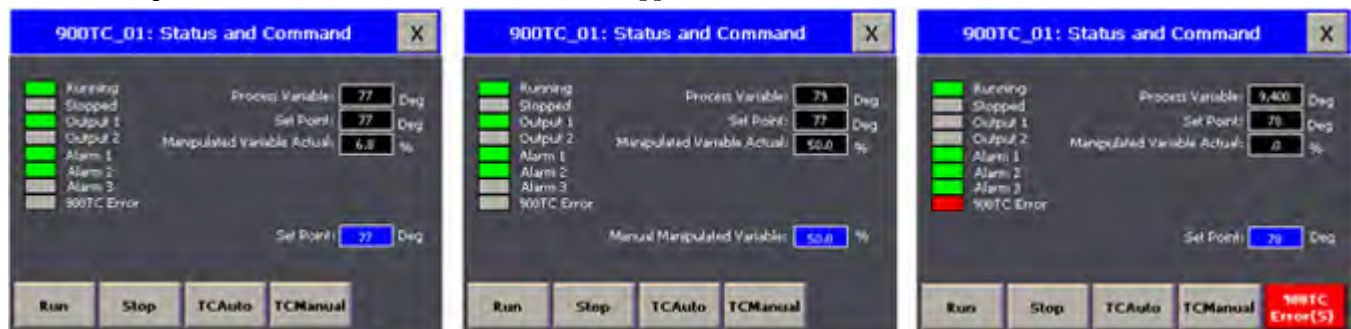 900TC_01: Status and Command X
Running
Stopped
Output 1
Output 2
Alarm 1
Alarm 2
Alarm 3
900TC Error
Process Variable: 77 Deg
Set Point: 77 Deg
Manipulated Variable Actual: 6.8 %
Set Point: 77 Deg
Run Stop TCAuto TCManual
900TC_01: Status and Command X
Running
Stopped
Output 1
Output 2
Alarm 1
Alarm 2
Alarm 3
900TC Error
Process Variable: 79 Deg
Set Point: 77 Deg
Manipulated Variable Actual: 50.0 %
Manual Manipulated Variable: 50.0 %
Run Stop TCAuto TCManual
900TC_01: Status and Command X
Running
Stopped
Output 1
Output 2
Alarm 1
Alarm 2
Alarm 3
900TC Error
Process Variable: 9,400 Deg
Set Point: 78 Deg
Manipulated Variable Actual: .0 %
Set Point: 78 Deg
Run Stop TCAuto TCManual 900TC
Error(S)